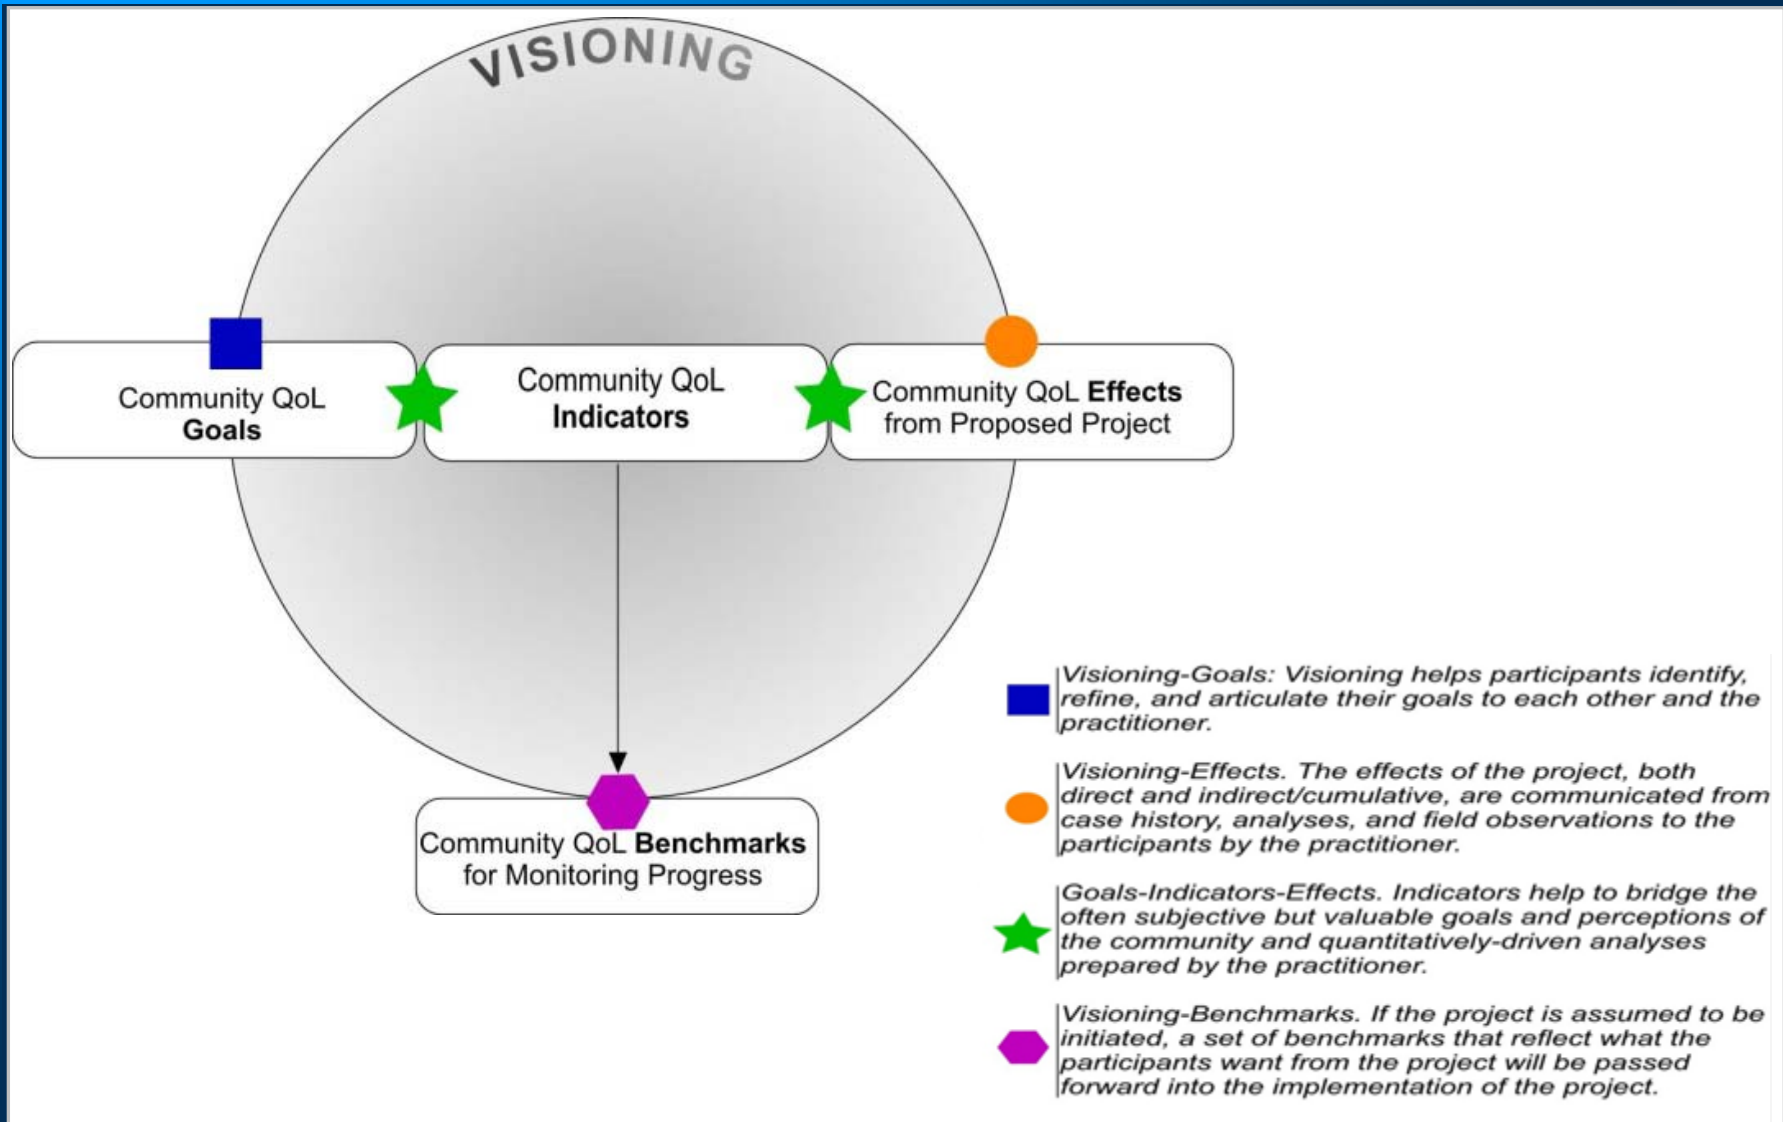 VISIONING
Community QoL
Goals
Community QoL
Indicators
Community QoL Effects
from Proposed Project
Community QoL Benchmarks
for Monitoring Progress
Visioning-Goals: Visioning helps participants identify,
refine, and articulate their goals to each other and the
practitioner.
Visioning-Effects. The effects of the project, both
direct and indirect/cumulative, are communicated from
case history, analyses, and field observations to the
participants by the practitioner.
Goals-Indicators-Effects. Indicators help to bridge the
often subjective but valuable goals and perceptions of
the community and quantitatively-driven analyses
prepared by the practitioner.
Visioning-Benchmarks. If the project is assumed to be
initiated, a set of benchmarks that reflect what the
participants want from the project will be passed
forward into the implementation of the project.